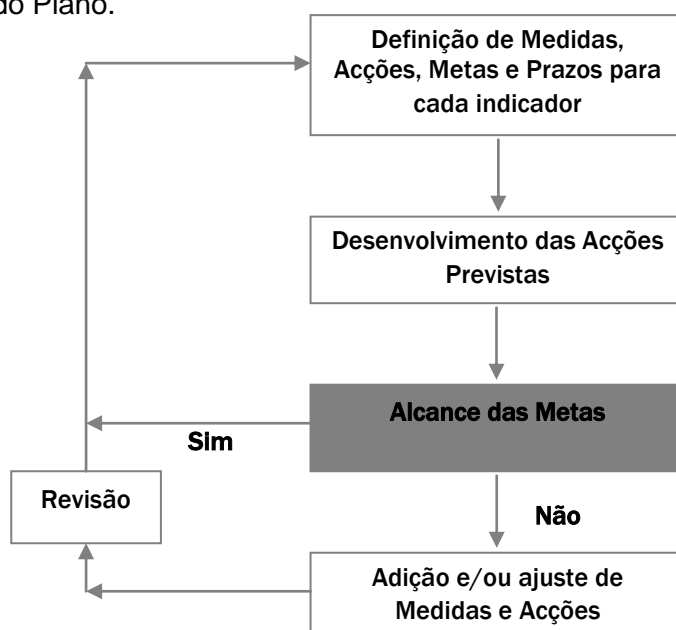 do Plano.
Definição de Medidas,
Acções, Metas e Prazos para
cada indicador
Desenvolvimento das Acções
Previstas
Alcance das Metas
Sim
Revisão
Não
Adição e/ou ajuste de
Medidas e Acções